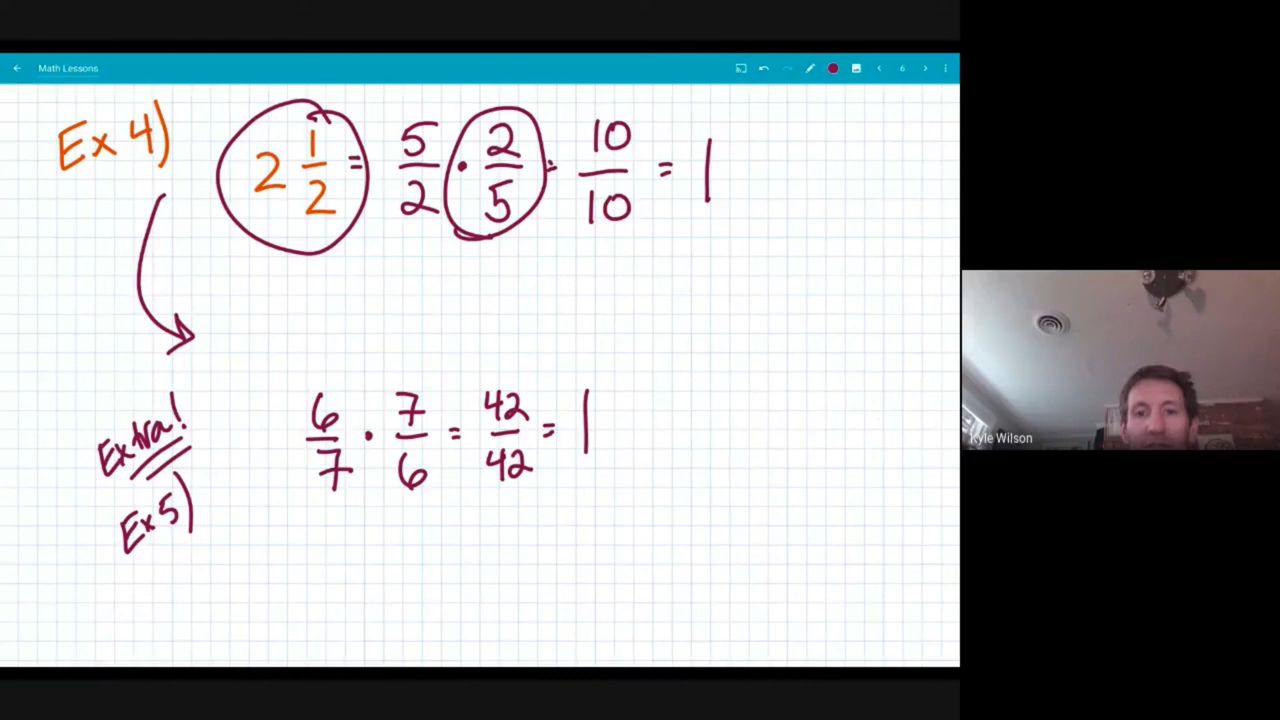 Math Lessons
6
Ex 4) 2 1/2 = 5/2 · 2/5 = 10/10 = 1
Extra!
Ex 5) 6/7 · 7/6 = 42/42 = 1
Kyle Wilson